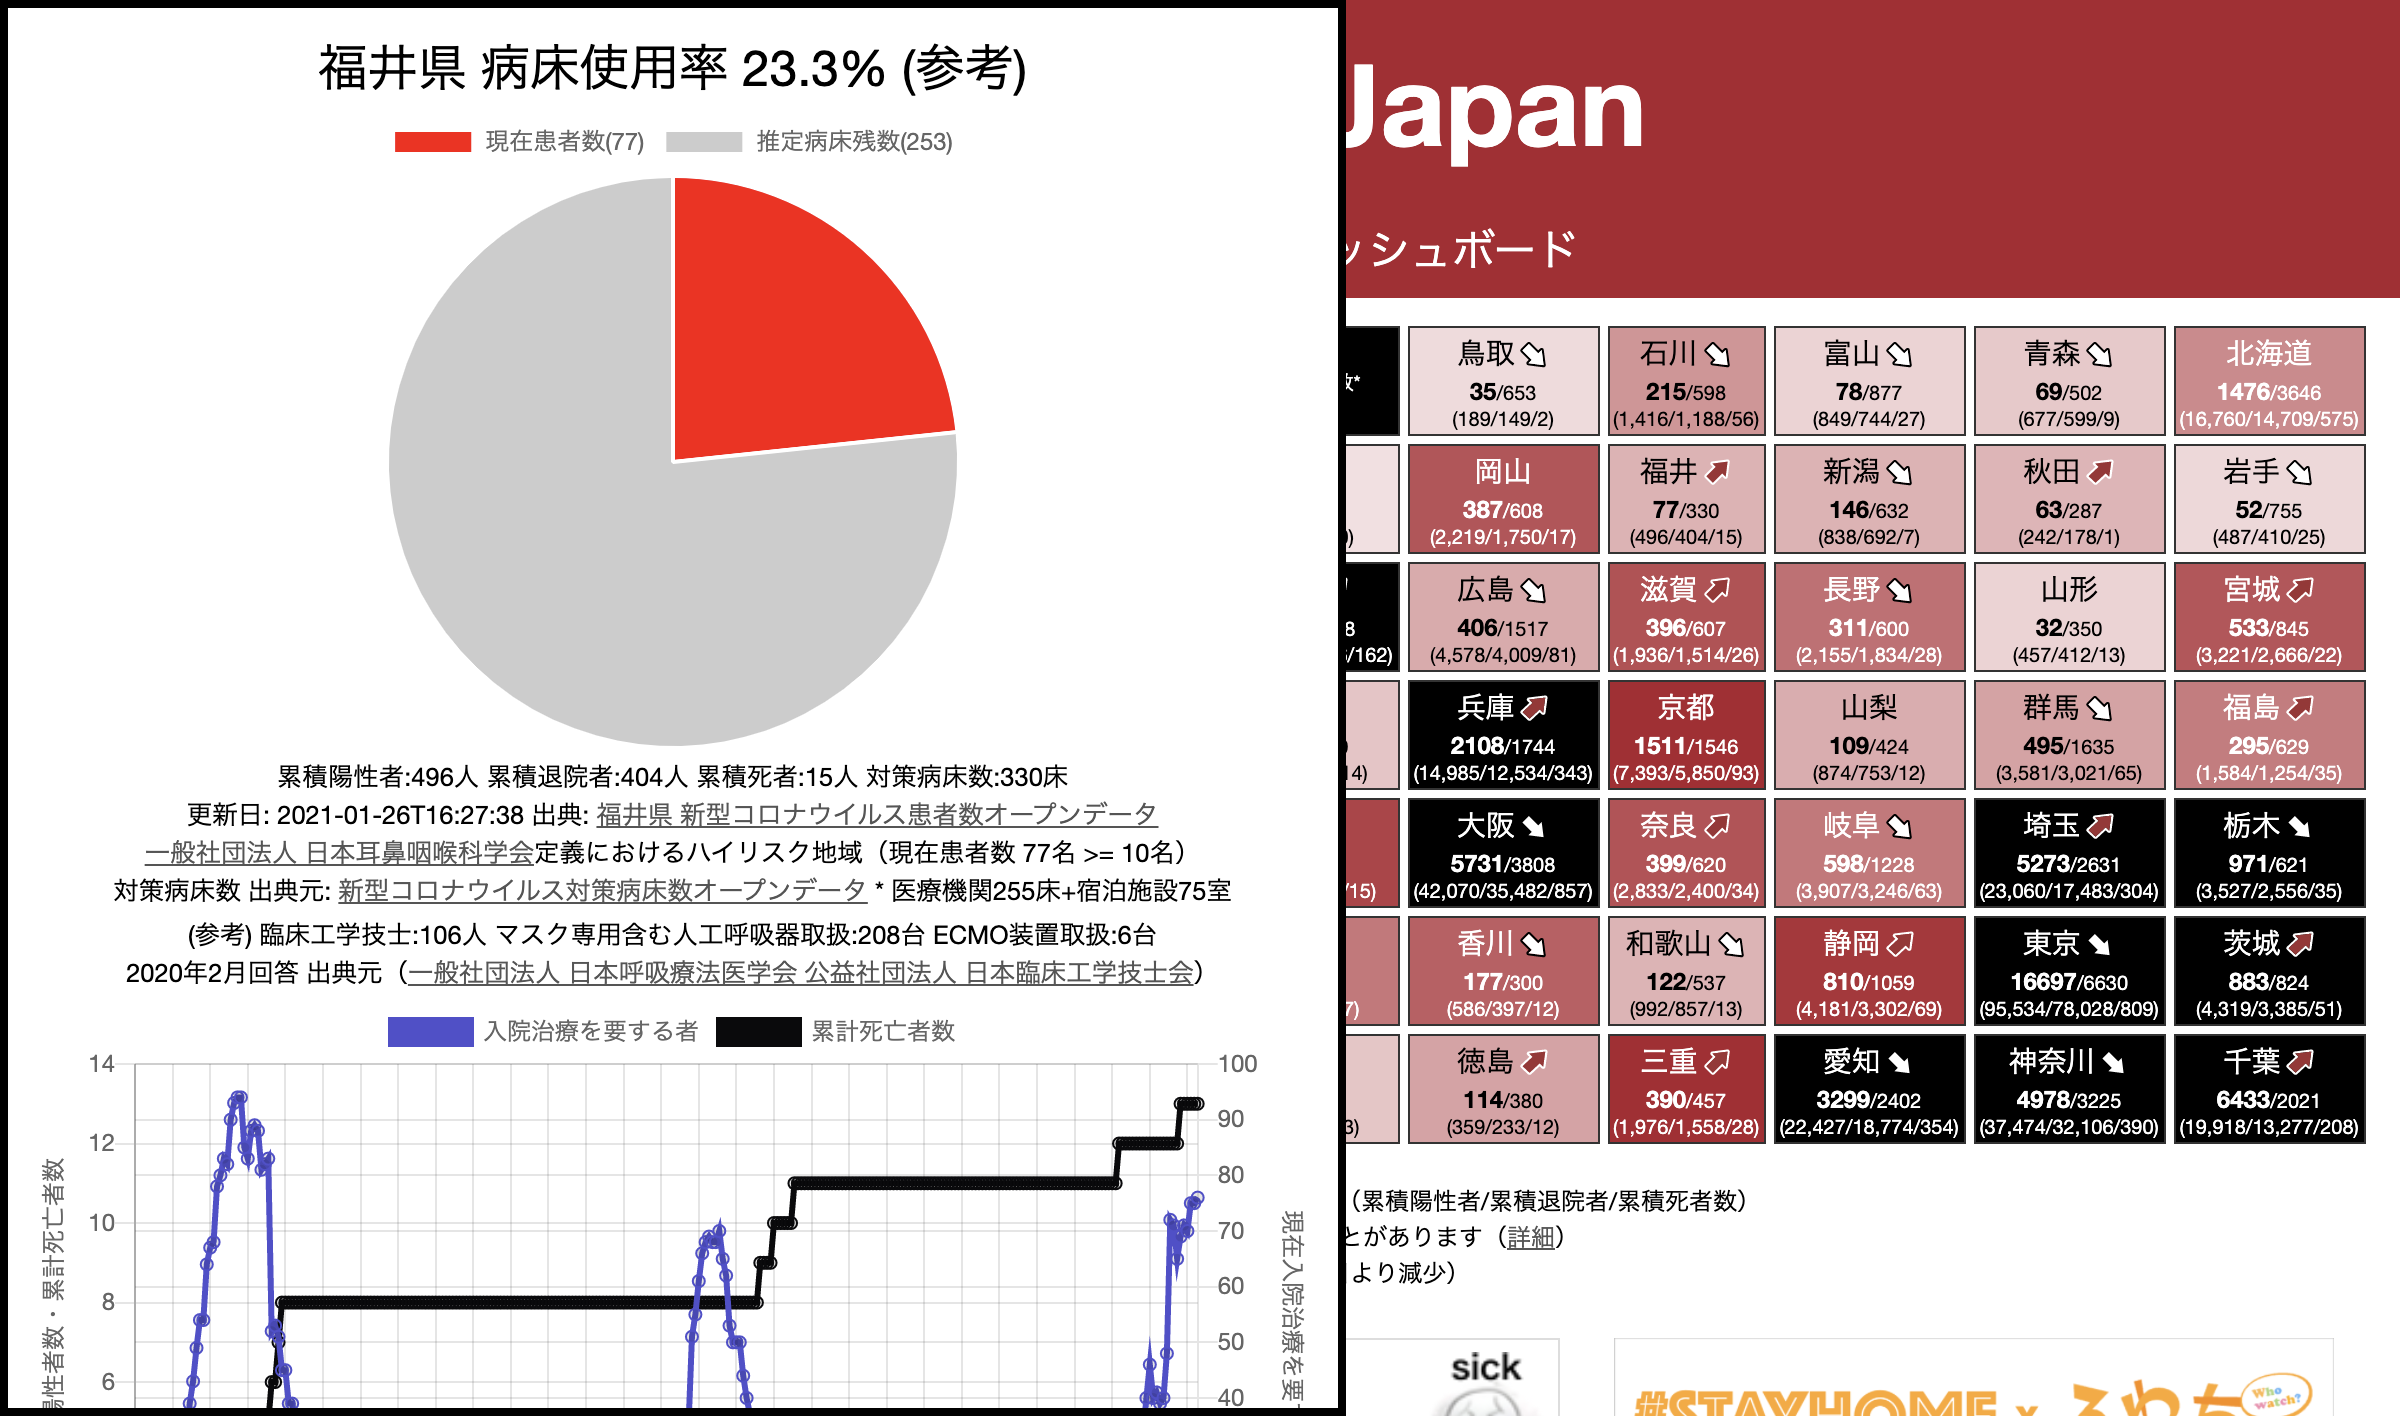 福井県 病床使用率 23.3% (参考)
現在患者数(77) 推定病床残数(253)
累積陽性者:496人 累積退院者:404人 累積死者:15人 対策病床数:330床
更新日: 2021-01-26T16:27:38 出典: 福井県 新型コロナウイルス患者数オープンデータ
一般社団法人 日本耳鼻咽喉科学会定義におけるハイリスク地域（現在患者数 77名 >= 10名）
対策病床数 出典元: 新型コロナウイルス対策病床数オープンデータ * 医療機関255床+宿泊施設75室
(参考) 臨床工学技士:106人 マスク専用含む人工呼吸器取扱:208台 ECMO装置取扱:6台
2020年2月回答 出典元（一般社団法人 日本呼吸療法医学会 公益社団法人 日本臨床工学技士会）
入院治療を要する者 累計死亡者数
14
12
10
8
6
100
90
80
70
60
50
40
陽性者数・累計死亡者数
現在入院治療を要
Japan
ッシュボード
鳥取
35/653
(189/149/2)
石川
215/598
(1,416/1,188/56)
富山
78/877
(849/744/27)
青森
69/502
(677/599/9)
北海道
1476/3646
(16,760/14,709/575)
岡山
387/608
(2,219/1,750/17)
福井
77/330
(496/404/15)
新潟
146/632
(838/692/7)
秋田
63/287
(242/178/1)
岩手
52/755
(487/410/25)
8
/162)
広島
406/1517
(4,578/4,009/81)
滋賀
396/607
(1,936/1,514/26)
長野
311/600
(2,155/1,834/28)
山形
32/350
(457/412/13)
宮城
533/845
(3,221/2,666/22)
14)
兵庫
2108/1744
(14,985/12,534/343)
京都
1511/1546
(7,393/5,850/93)
山梨
109/424
(874/753/12)
群馬
495/1635
(3,581/3,021/65)
福島
295/629
(1,584/1,254/35)
/15)
大阪
5731/3808
(42,070/35,482/857)
奈良
399/620
(2,833/2,400/34)
岐阜
598/1228
(3,907/3,246/63)
埼玉
5273/2631
(23,060/17,483/304)
栃木
971/621
(3,527/2,556/35)
7)
香川
177/300
(586/397/12)
和歌山
122/537
(992/857/13)
静岡
810/1059
(4,181/3,302/69)
東京
16697/6630
(95,534/78,028/809)
茨城
883/824
(4,319/3,385/51)
3)
徳島
114/380
(359/233/12)
三重
390/457
(1,976/1,558/28)
愛知
3299/2402
(22,427/18,774/354)
神奈川
4978/3225
(37,474/32,106/390)
千葉
6433/2021
(19,918/13,277/208)
（累積陽性者/累積退院者/累積死者数）
とがあります（詳細）
より減少）
sick
#STAYHOME x
Who watch?